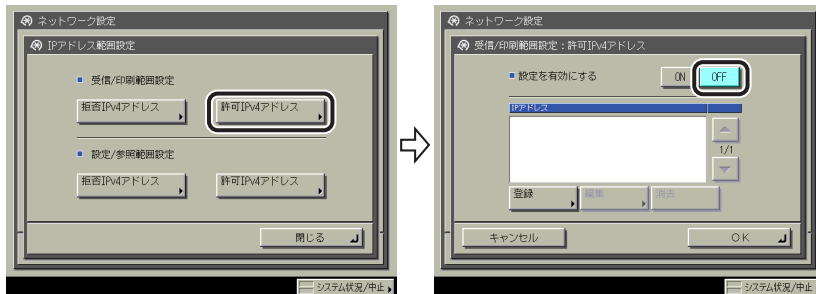 ネットワーク設定
IPアドレス範囲設定
受信/印刷範囲設定
拒否IPv4アドレス
許可IPv4アドレス
設定/参照範囲設定
拒否IPv4アドレス
許可IPv4アドレス
閉じる
システム状況/中止
ネットワーク設定
受信/印刷範囲設定:許可IPv4アドレス
設定を有効にする
ON
OFF
IPアドレス
1/1
登録
編集
消去
キャンセル
OK
システム状況/中止